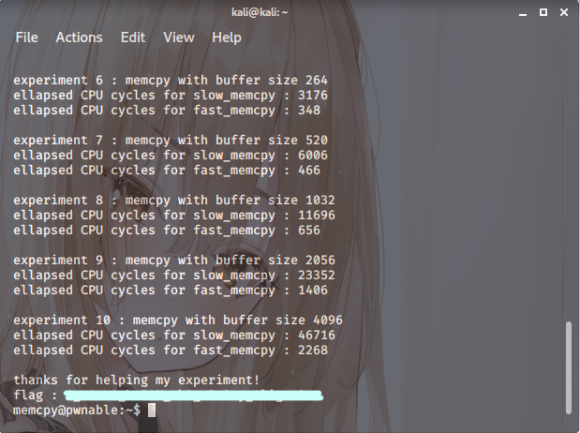 kali@kali: ~
File Actions Edit View Help
experiment 6 : memcpy with buffer size 264
ellapsed CPU cycles for slow_memcpy : 3176
ellapsed CPU cycles for fast_memcpy : 348
experiment 7 : memcpy with buffer size 520
ellapsed CPU cycles for slow_memcpy : 6006
ellapsed CPU cycles for fast_memcpy : 466
experiment 8 : memcpy with buffer size 1032
ellapsed CPU cycles for slow_memcpy : 11696
ellapsed CPU cycles for fast_memcpy : 656
experiment 9 : memcpy with buffer size 2056
ellapsed CPU cycles for slow_memcpy : 23352
ellapsed CPU cycles for fast_memcpy : 1406
experiment 10 : memcpy with buffer size 4096
ellapsed CPU cycles for slow_memcpy : 46716
ellapsed CPU cycles for fast_memcpy : 2268
thanks for helping my experiment!
flag :
memcpy@pwnable:~$